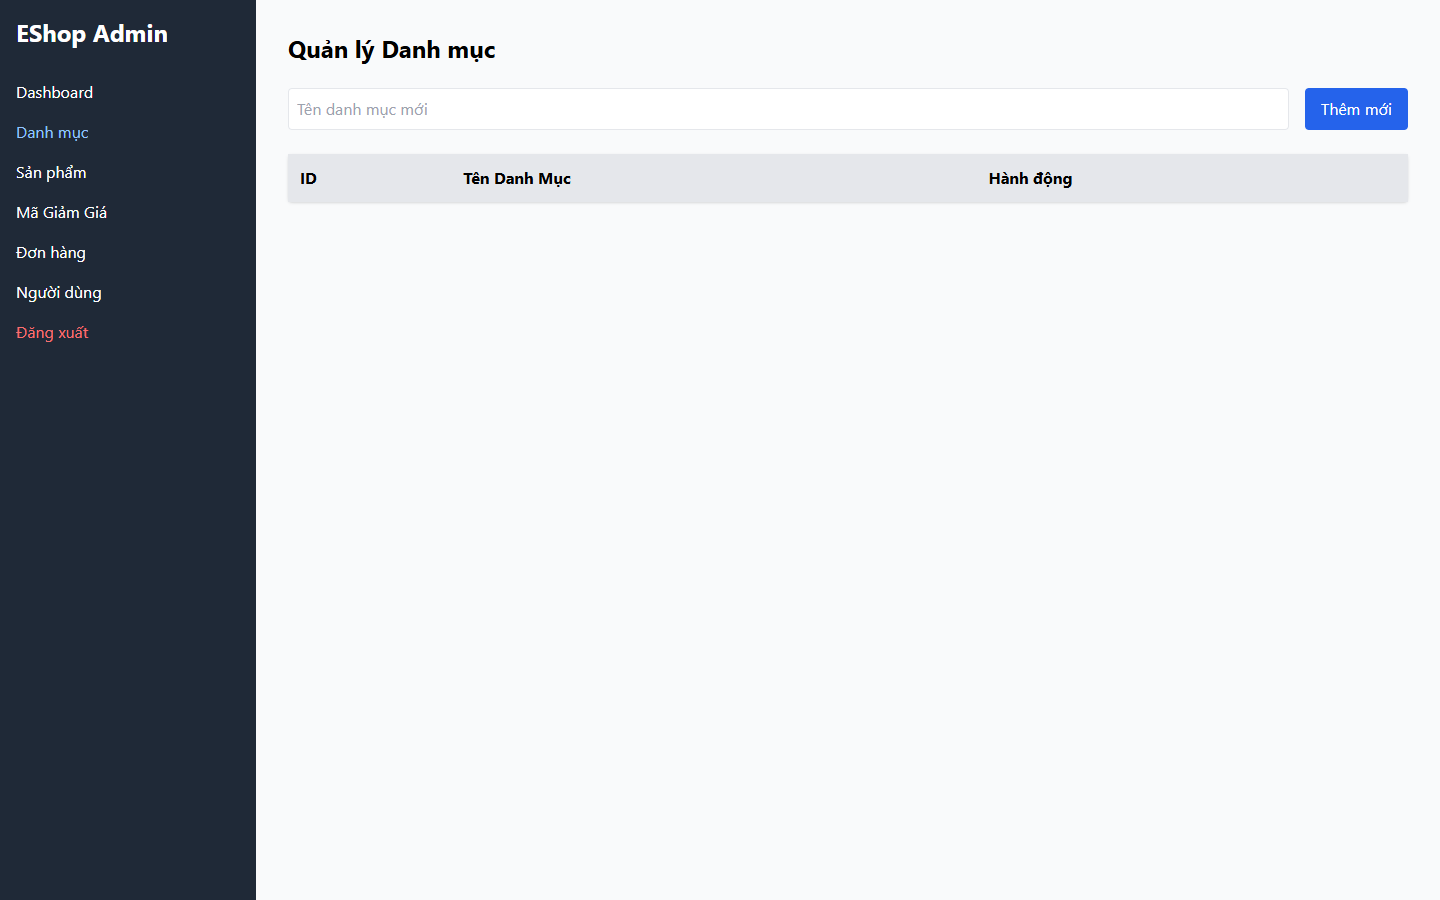 EShop Admin
Dashboard
Danh mục
Sản phẩm
Mã Giảm Giá
Đơn hàng
Người dùng
Đăng xuất
Quản lý Danh mục
Tên danh mục mới
Thêm mới
ID Tên Danh Mục Hành động